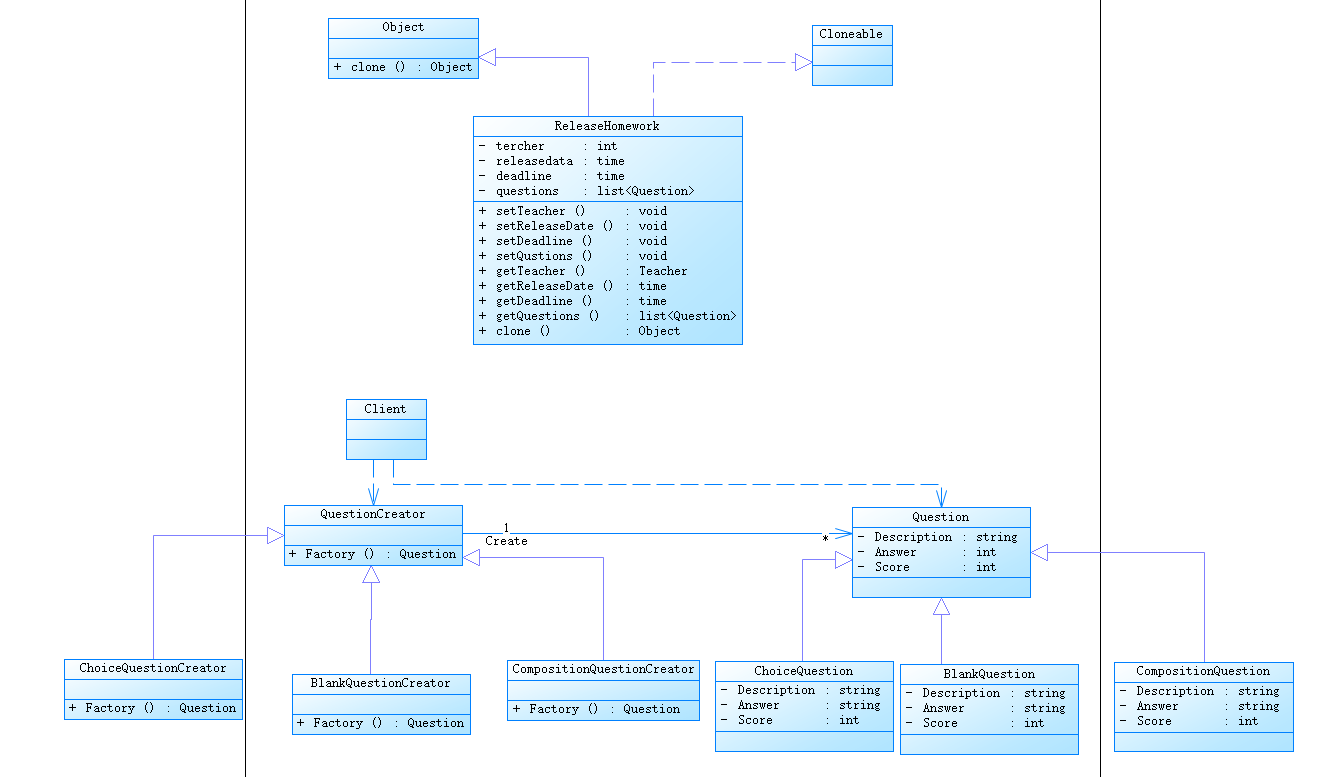 Object
+ clone () : Object
Cloneable
ReleaseHomework
- tercher : int
- releasedata : time
- deadline : time
- questions : list<Question>
+ setTeacher () : void
+ setReleaseDate () : void
+ setDeadline () : void
+ setQustions () : void
+ getTeacher () : Teacher
+ getReleaseDate () : time
+ getDeadline () : time
+ getQuestions () : list<Question>
+ clone () : Object
Client
QuestionCreator
+ Factory () : Question
1
Create
*
Question
- Description : string
- Answer : int
- Score : int
ChoiceQuestionCreator
+ Factory () : Question
BlankQuestionCreator
+ Factory () : Question
CompositionQuestionCreator
+ Factory () : Question
ChoiceQuestion
- Description : string
- Answer : string
- Score : int
BlankQuestion
- Description : string
- Answer : string
- Score : int
CompositionQuestion
- Description : string
- Answer : string
- Score : int